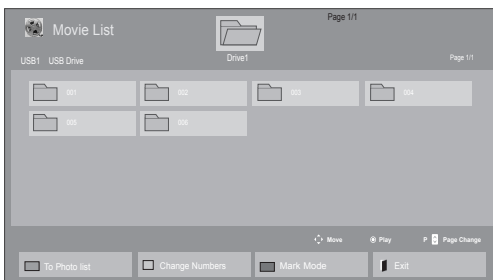 Page 1/1
Movie List
Drive1
USB1 USB Drive
Page 1/1
001 002 003 004
005 006
Move Play P Page Change
To Photo list Change Numbers Mark Mode Exit